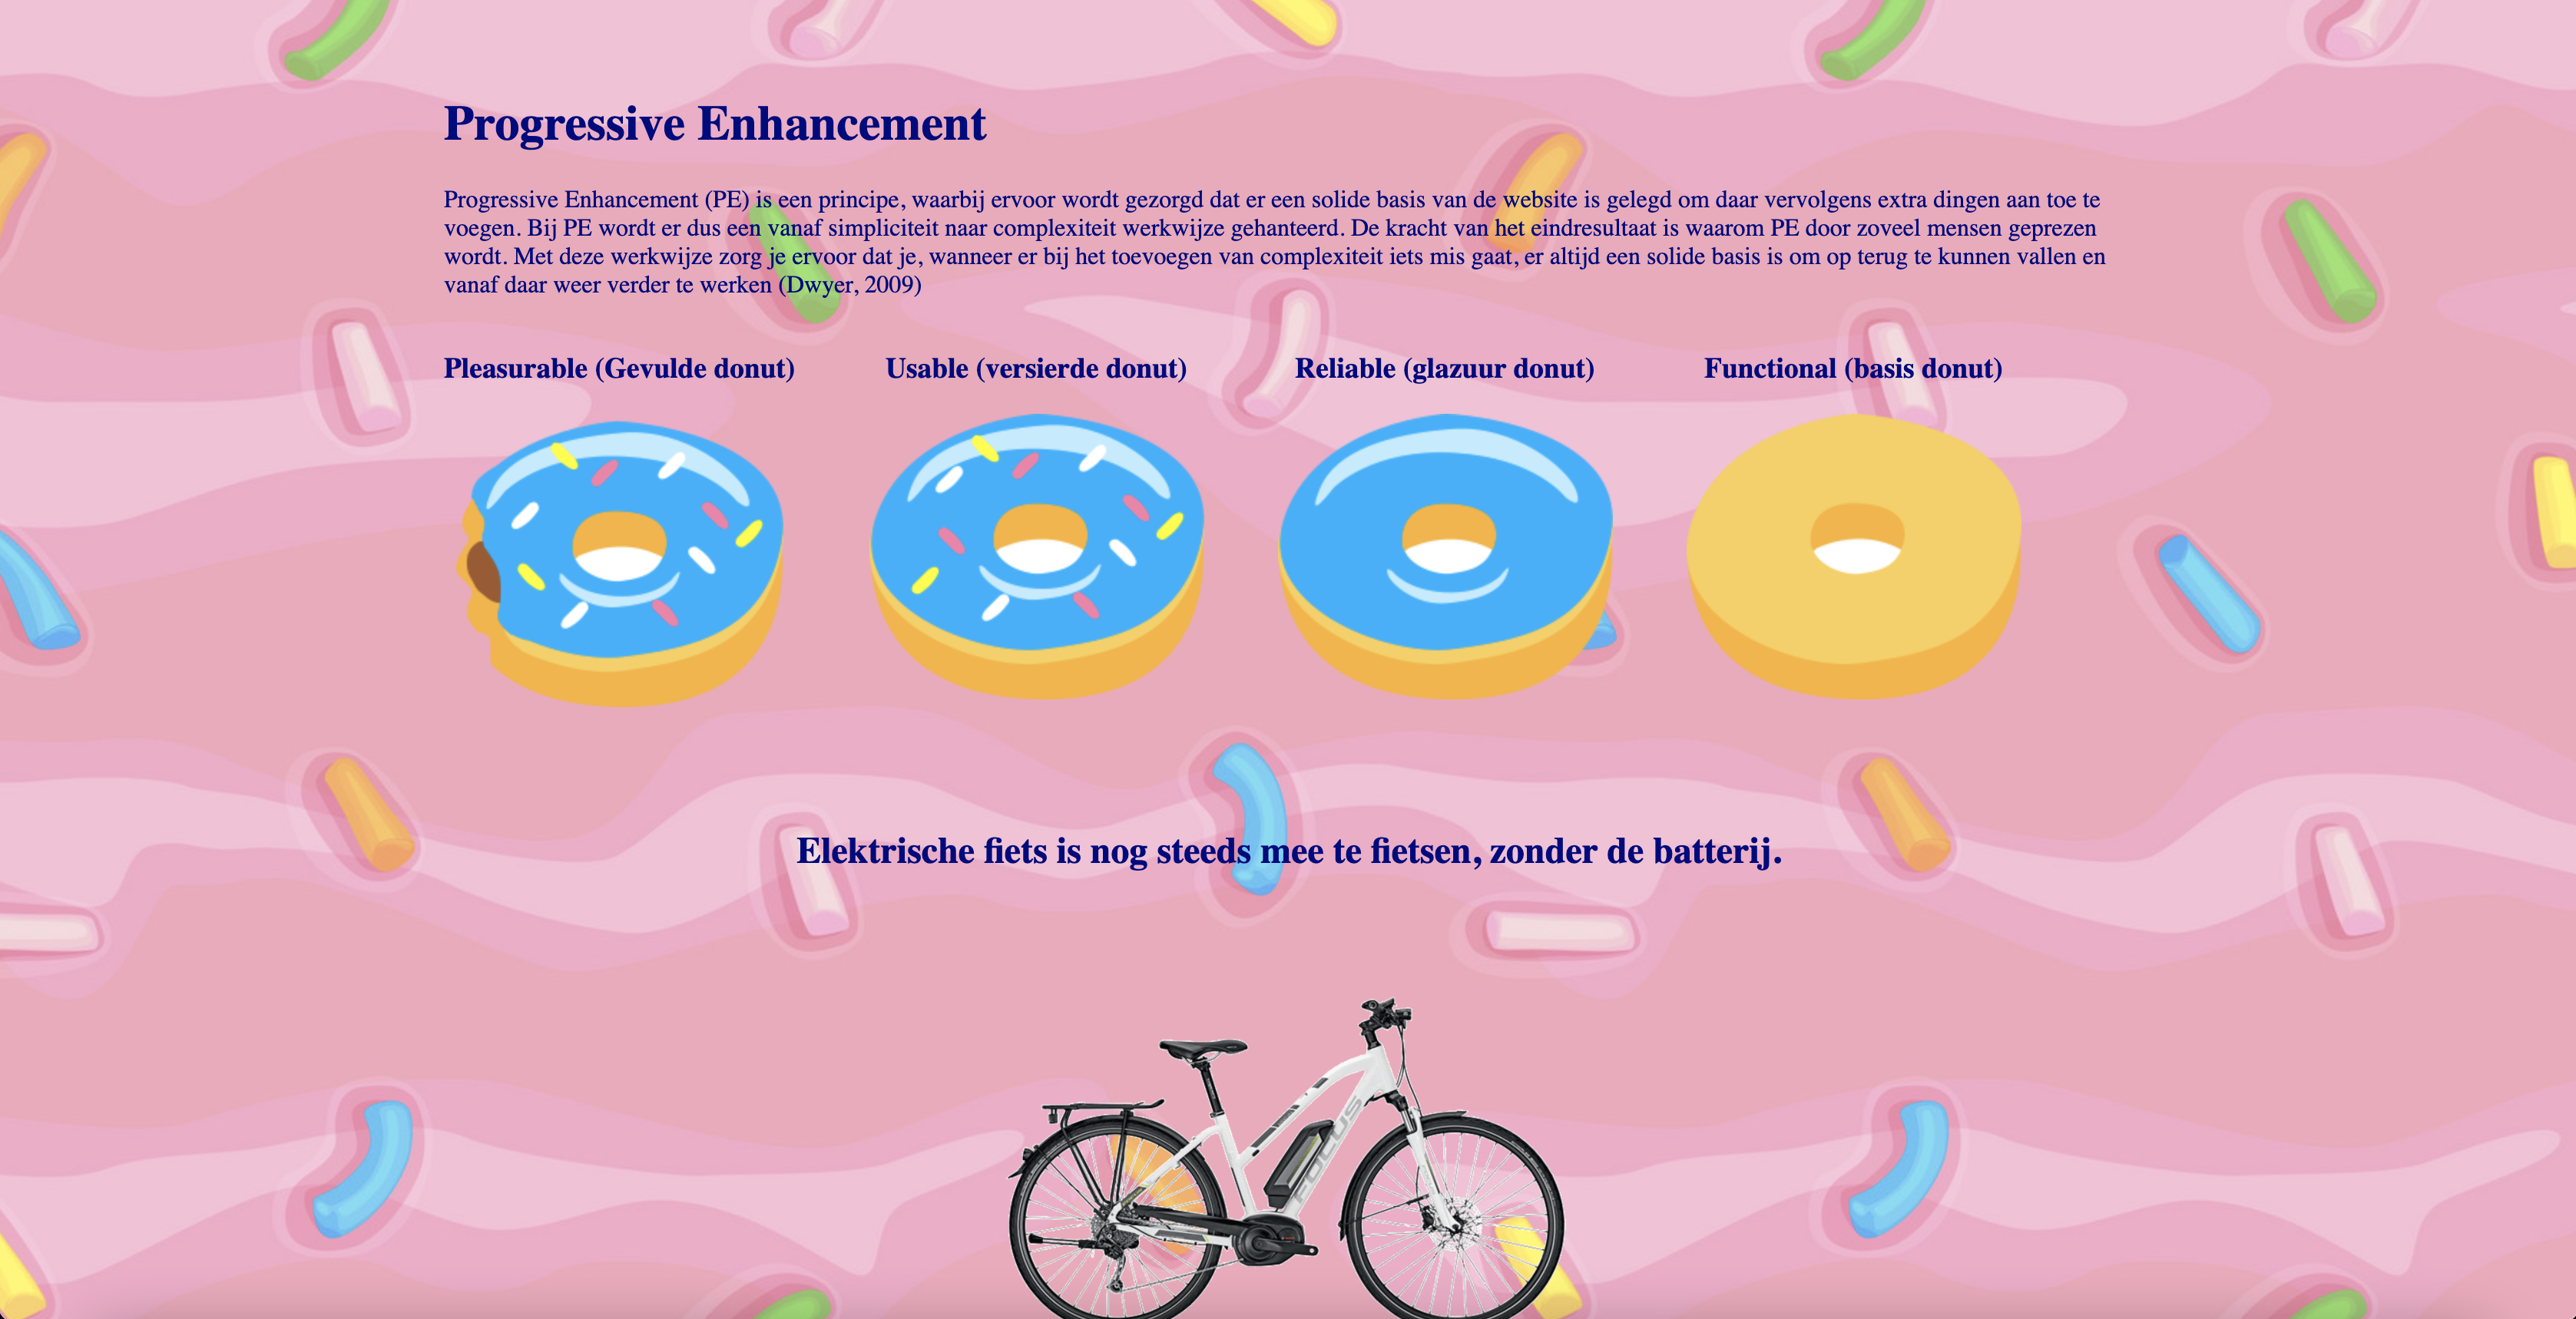 Progressive Enhancement
Progressive Enhancement (PE) is een principe, waarbij ervoor wordt gezorgd dat er een solide basis van de website is gelegd om daar vervolgens extra dingen aan toe te
voegen. Bij PE wordt er dus een vanaf simpliciteit naar complexiteit werkwijze gehanteerd. De kracht van het eindresultaat is waarom PE door zoveel mensen geprezen
wordt. Met deze werkwijze zorg je ervoor dat je, wanneer er bij het toevoegen van complexiteit iets mis gaat, er altijd een solide basis is om op terug te kunnen vallen en
vanaf daar weer verder te werken (Dwyer, 2009)
Pleasurable (Gevulde donut)
Usable (versierde donut)
Reliable (glazuur donut)
Functional (basis donut)
Elektrische fiets is nog steeds mee te fietsen, zonder de batterij.
FOCUS